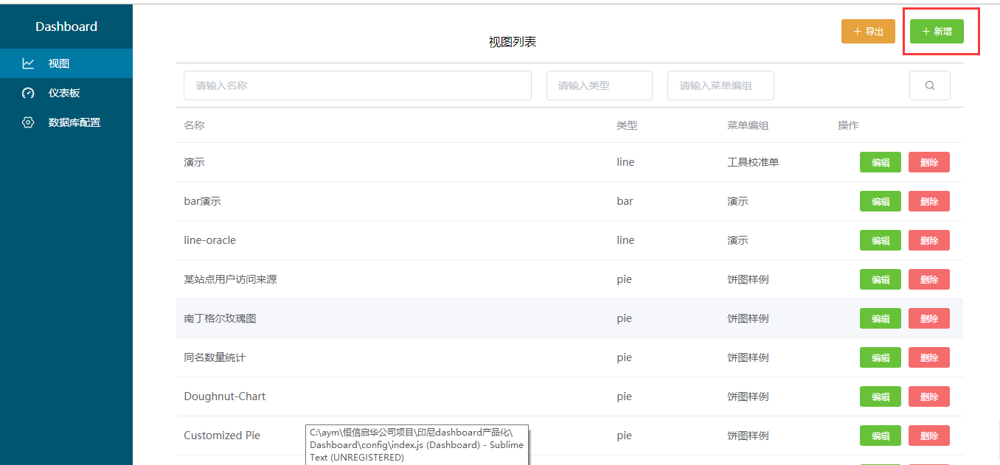 Dashboard
视图
仪表板
数据库配置
视图列表
+ 导出
+ 新增
请输入名称 请输入类型 请输入菜单编组
名称 类型 菜单编组 操作
演示 line 工具校准单 编辑 删除
bar演示 bar 演示 编辑 删除
line-oracle line 演示 编辑 删除
某站点用户访问来源 pie 饼图样例 编辑 删除
南丁格尔玫瑰图 pie 饼图样例 编辑 删除
同名数量统计 pie 饼图样例 编辑 删除
Doughnut-Chart pie 饼图样例 编辑 删除
Customized Pie pie 饼图样例 编辑 删除
C:\aym\恒信启华公司项目\印尼dashboard产品化\
Dashboard\config\index.js (Dashboard) - Sublime
Text (UNREGISTERED)